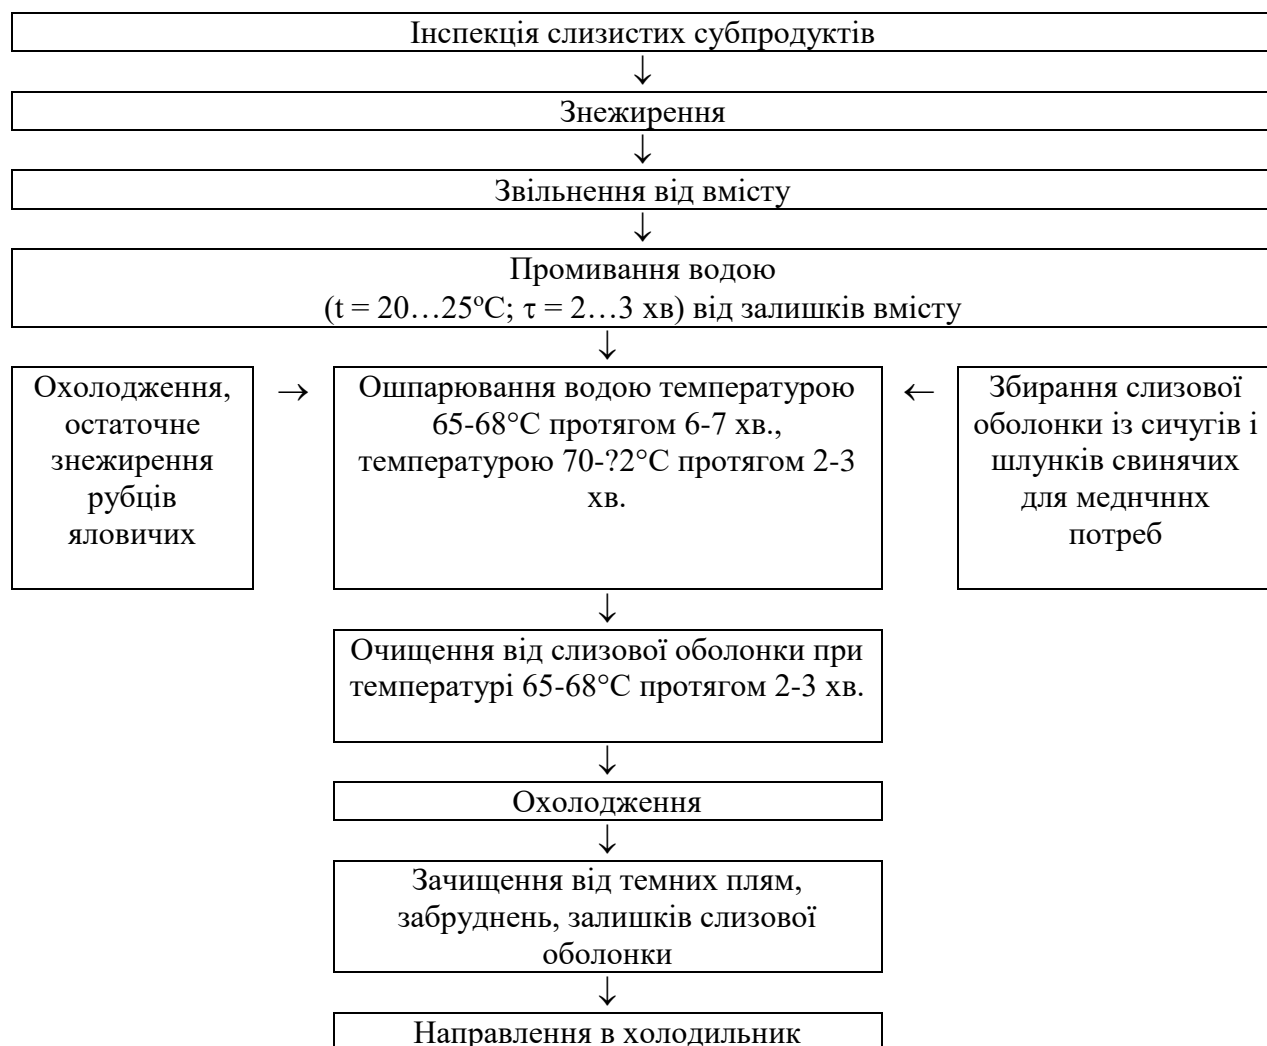 Інспекція слизистих субпродуктів
↓
Знежирення
↓
Звільнення від вмісту
↓
Промивання водою
(t = 20…25ºC; τ = 2…3 хв) від залишків вмісту
↓
Охолодження,
остаточне
знежирення
рубців
яловичих
→
Ошпарювання водою температурою
65-68°С протягом 6-7 хв.,
температурою 70-?2°С протягом 2-3
хв.
←
Збирання слизової
оболонки із сичугів і
шлунків свинячих
для меднчннх
потреб
↓
Очищення від слизової оболонки при
температурі 65-68°С протягом 2-3 хв.
↓
Охолодження
↓
Зачищення від темних плям,
забруднень, залишків слизової
оболонки
↓
Направлення в холодильник